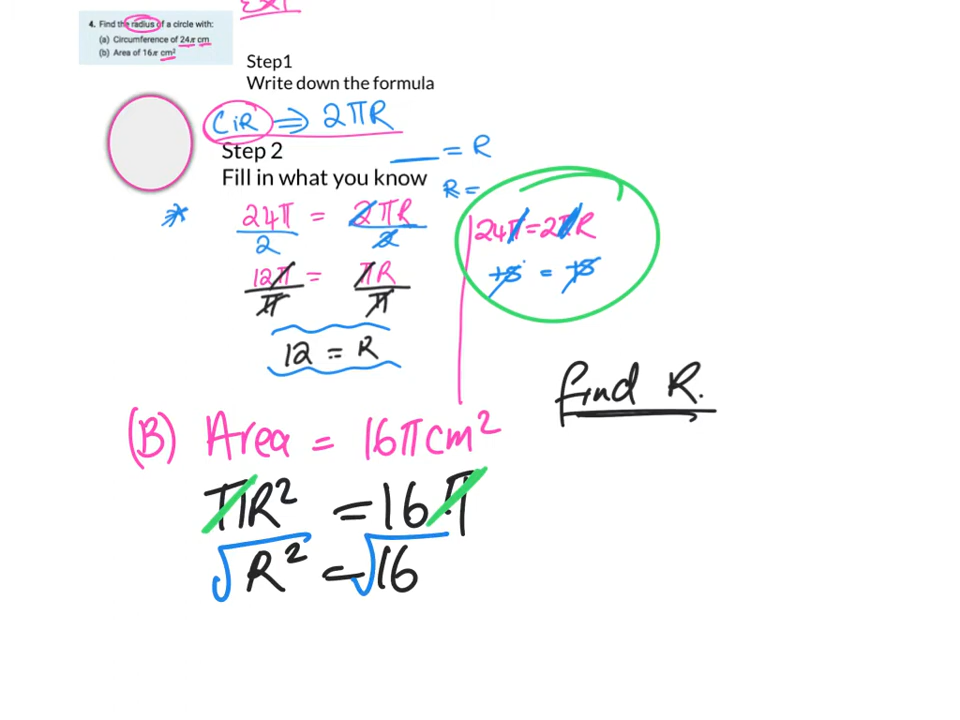 4. Find the radius of a circle with:
(a) Circumference of 24π cm
(b) Area of 16π cm²
Step1
Write down the formula
CiR ⇒ 2πR
Step 2
___ = R
Fill in what you know
R =
* 24π/2 = 2πR/2
24π = 2πR
12π/π = πR/π
12 = R
find R.
(B) Area = 16πcm²
πR² = 16π
√R² = √16